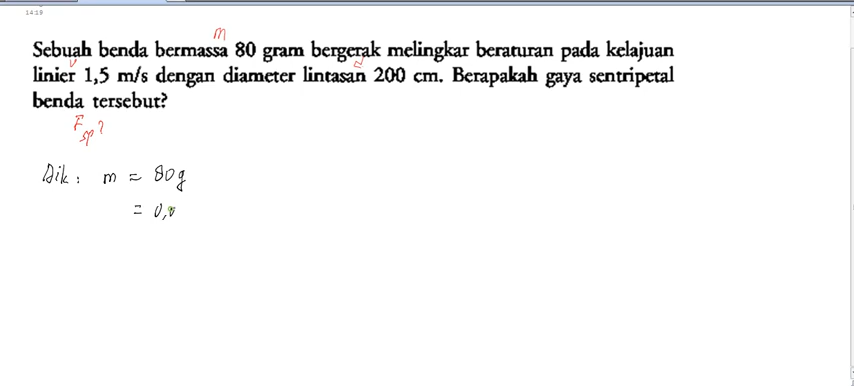 14:19
m
Sebuah benda bermassa 80 gram bergerak melingkar beraturan pada kelajuan
v d
linier 1,5 m/s dengan diameter lintasan 200 cm. Berapakah gaya sentripetal
benda tersebut?
Fsp?
Dik: m = 80g
= 0,